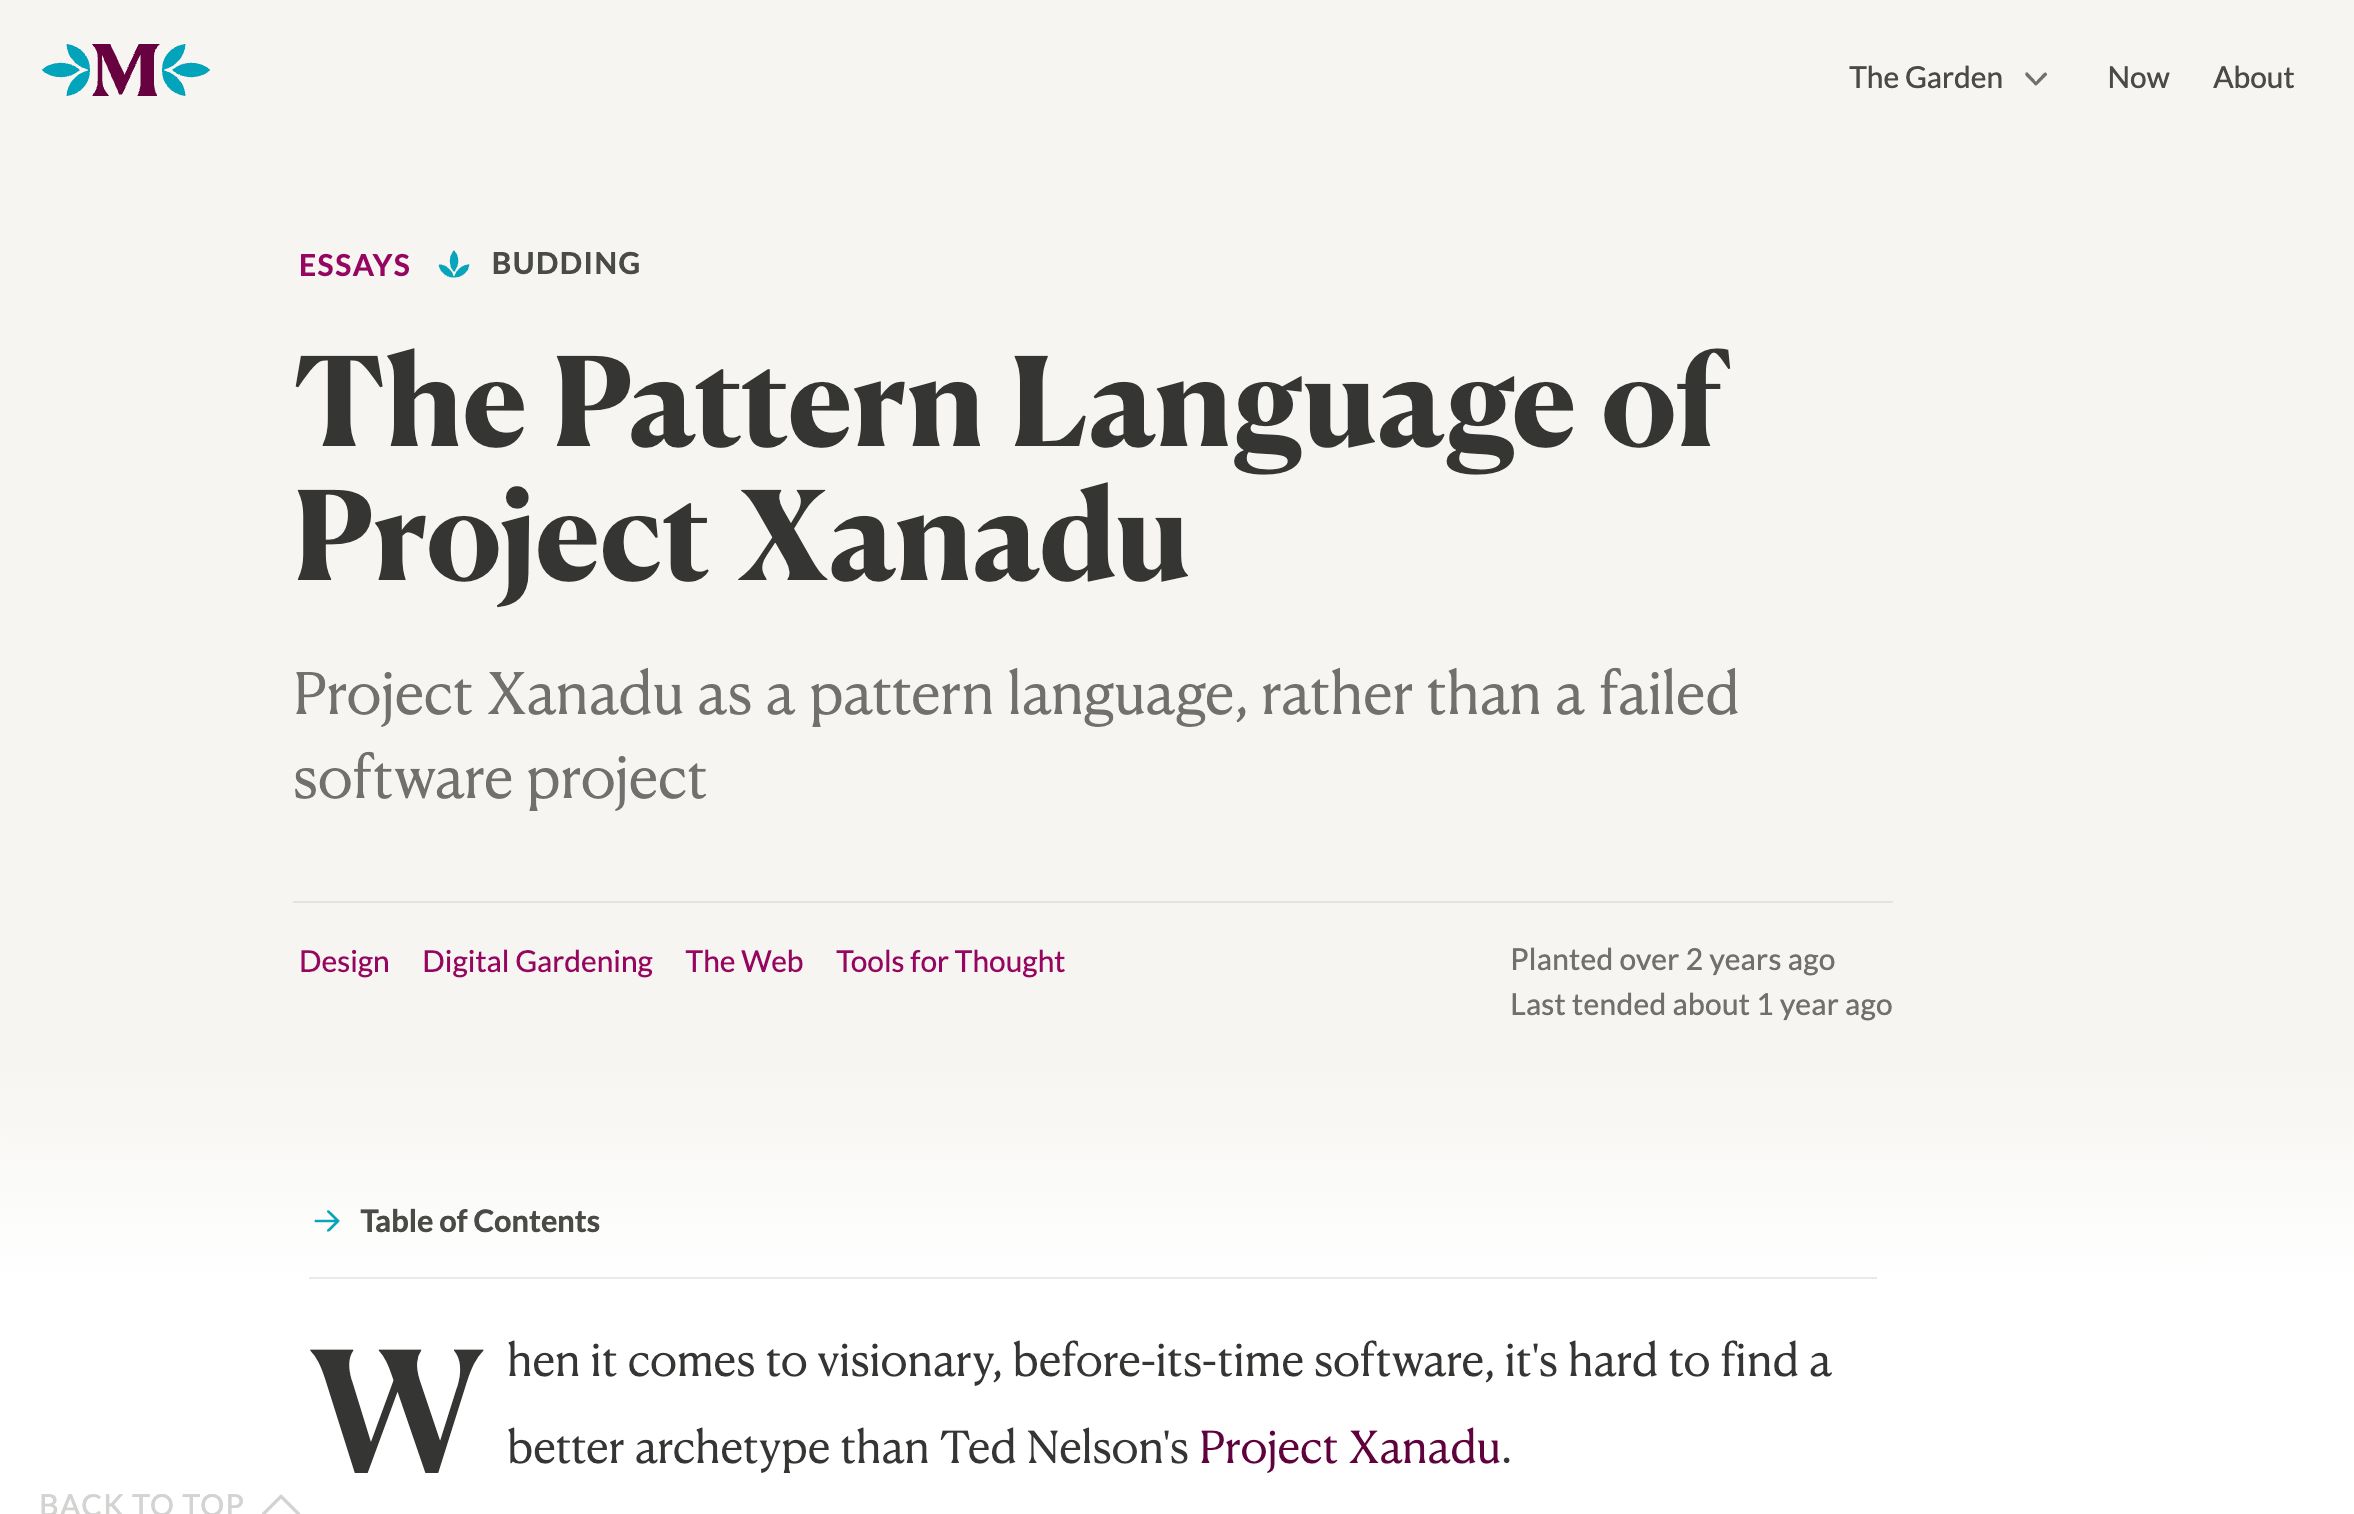 M
The Garden Now About
ESSAYS BUDDING
The Pattern Language of
Project Xanadu
Project Xanadu as a pattern language, rather than a failed
software project
Design Digital Gardening The Web Tools for Thought
Planted over 2 years ago
Last tended about 1 year ago
Table of Contents
When it comes to visionary, before-its-time software, it's hard to find a
better archetype than Ted Nelson's Project Xanadu.
BACK TO TOP